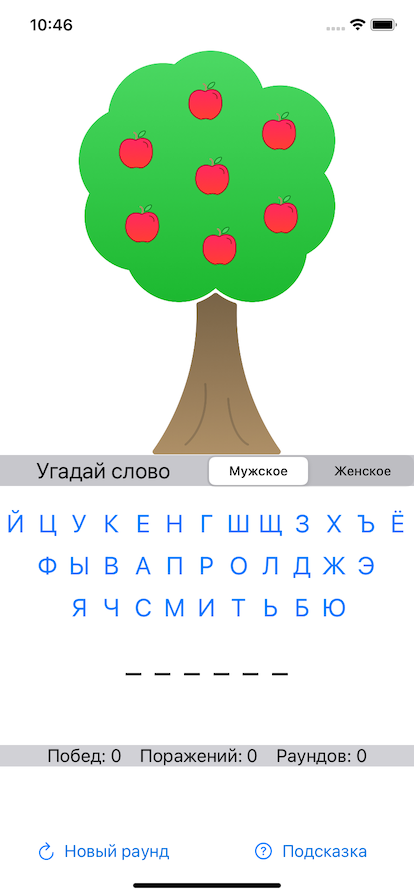 10:46
Угадай слово Мужское Женское
Й Ц У К Е Н Г Ш Щ З Х Ъ Ё
Ф Ы В А П Р О Л Д Ж Э
Я Ч С М И Т Ь Б Ю
_ _ _ _ _ _
Побед: 0 Поражений: 0 Раундов: 0
Новый раунд Подсказка